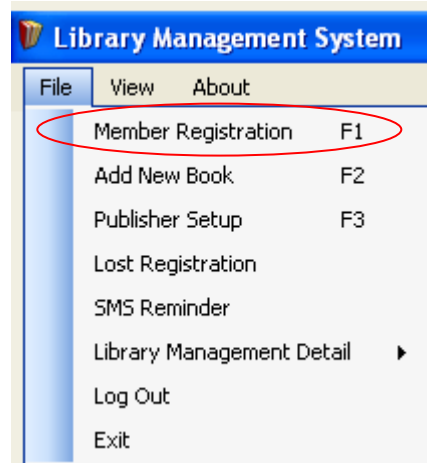 Library Management System
File View About
Member Registration F1
Add New Book F2
Publisher Setup F3
Lost Registration
SMS Reminder
Library Management Detail
Log Out
Exit